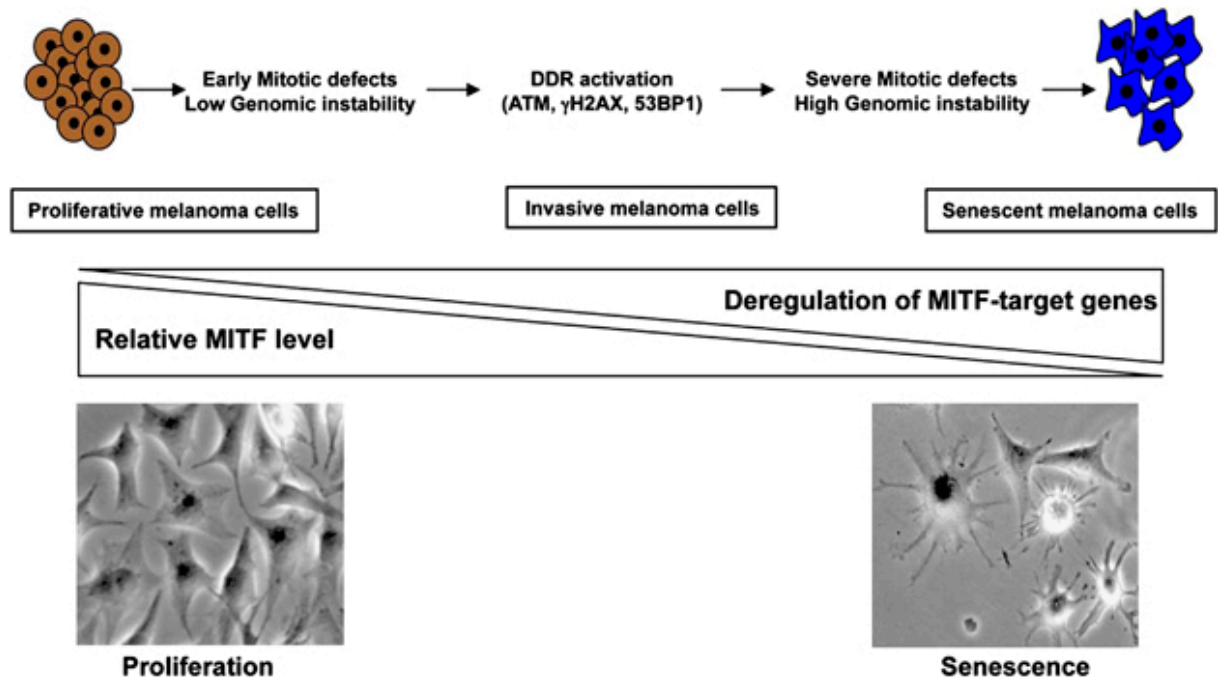 Early Mitotic defects
Low Genomic instability
DDR activation
(ATM, γH2AX, 53BP1)
Severe Mitotic defects
High Genomic instability
Proliferative melanoma cells
Invasive melanoma cells
Senescent melanoma cells
Deregulation of MITF-target genes
Relative MITF level
Proliferation
Senescence